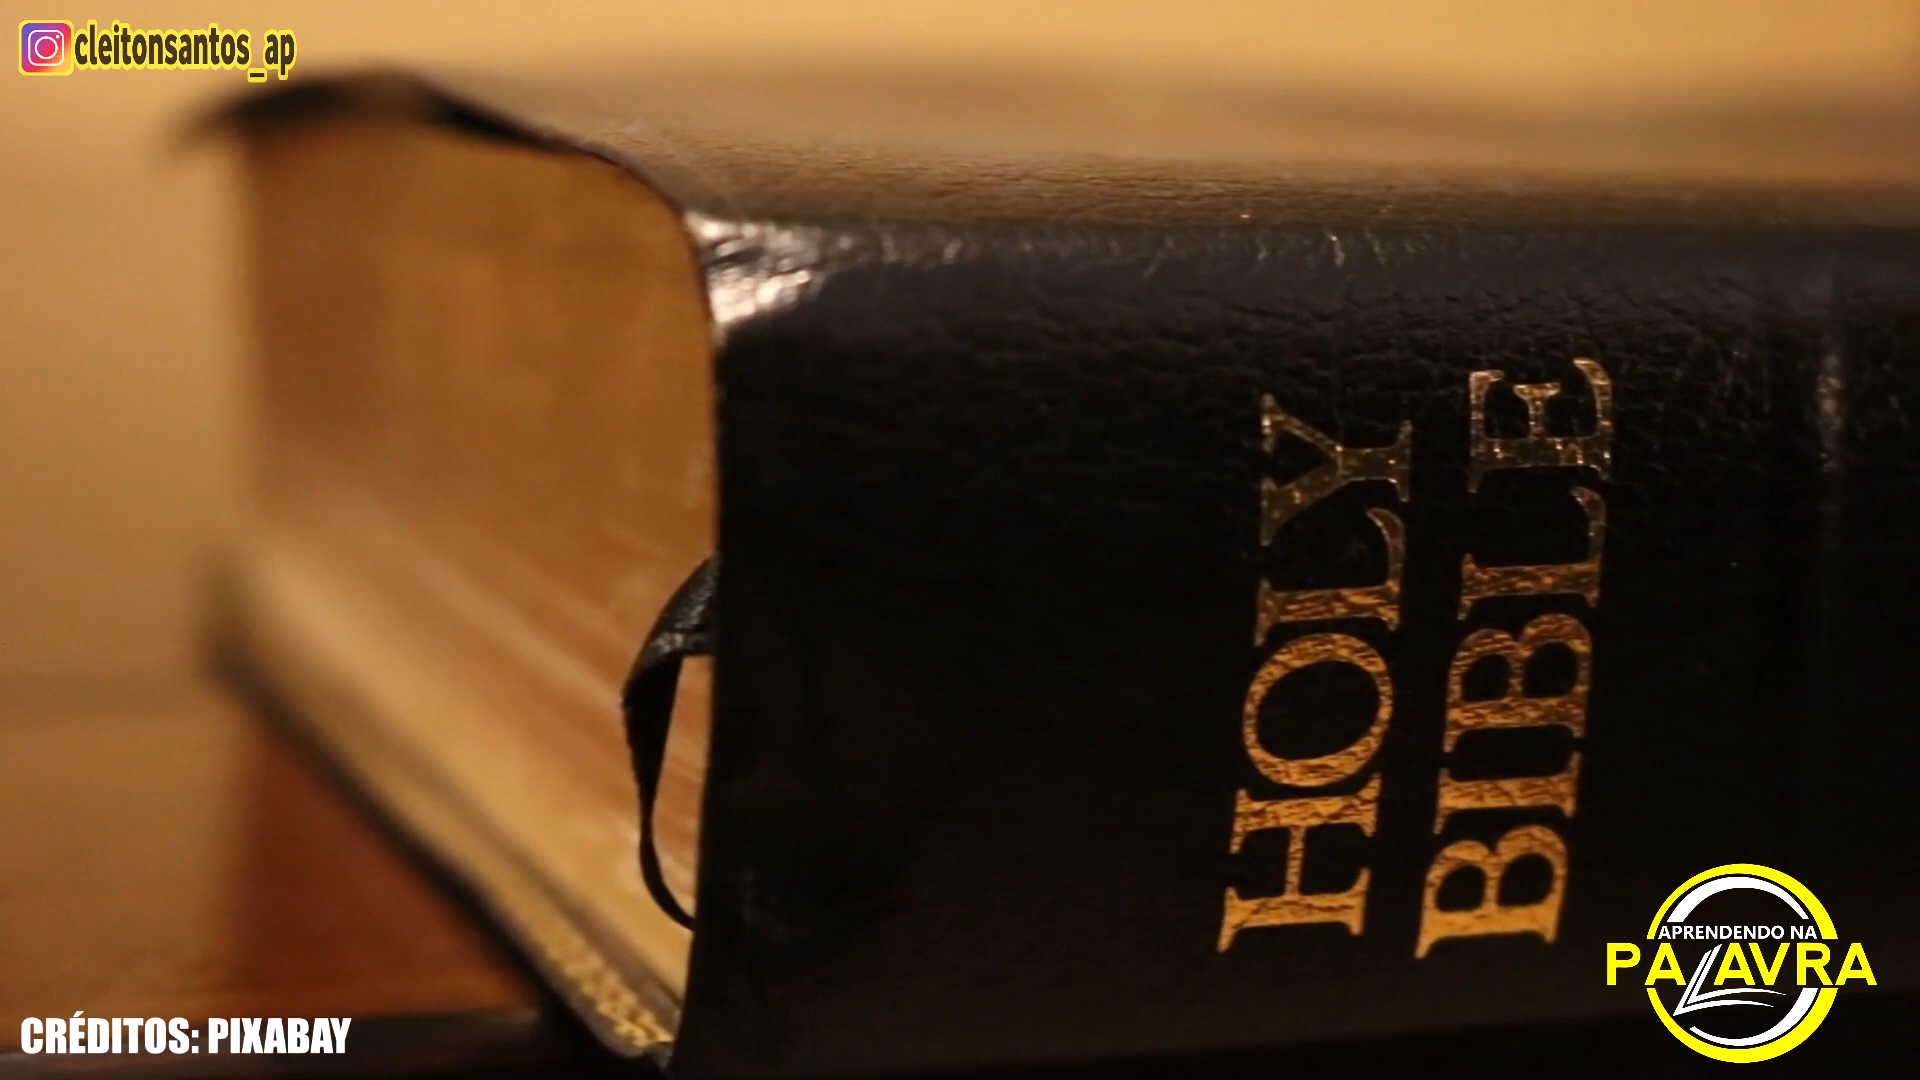 cleitonsantos_ap
HOLY
BIBLE
APRENDENDO NA
PALAVRA
CRÉDITOS: PIXABAY